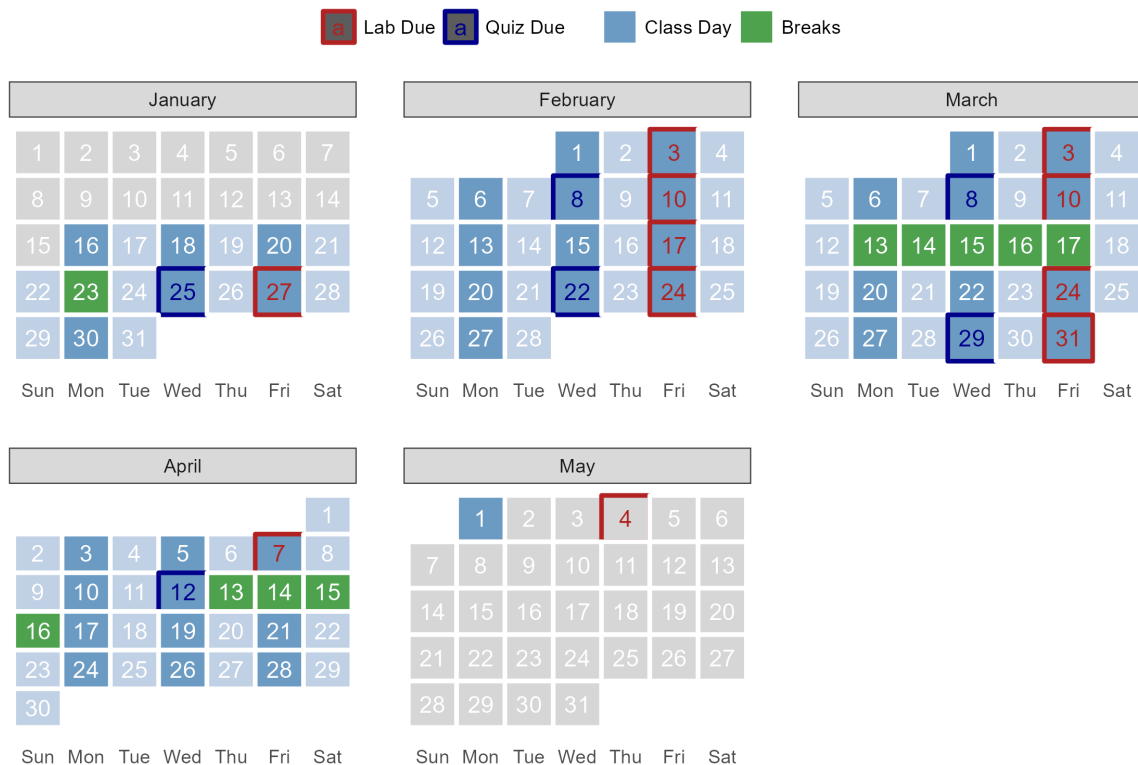 a Lab Due a Quiz Due Class Day Breaks
January
1 2 3 4 5 6 7
8 9 10 11 12 13 14
15 16 17 18 19 20 21
22 23 24 25 26 27 28
29 30 31
Sun Mon Tue Wed Thu Fri Sat
February
1 2 3 4
5 6 7 8 9 10 11
12 13 14 15 16 17 18
19 20 21 22 23 24 25
26 27 28
Sun Mon Tue Wed Thu Fri Sat
March
1 2 3 4
5 6 7 8 9 10 11
12 13 14 15 16 17 18
19 20 21 22 23 24 25
26 27 28 29 30 31
Sun Mon Tue Wed Thu Fri Sat
April
1
2 3 4 5 6 7 8
9 10 11 12 13 14 15
16 17 18 19 20 21 22
23 24 25 26 27 28 29
30
Sun Mon Tue Wed Thu Fri Sat
May
1 2 3 4 5 6
7 8 9 10 11 12 13
14 15 16 17 18 19 20
21 22 23 24 25 26 27
28 29 30 31
Sun Mon Tue Wed Thu Fri Sat